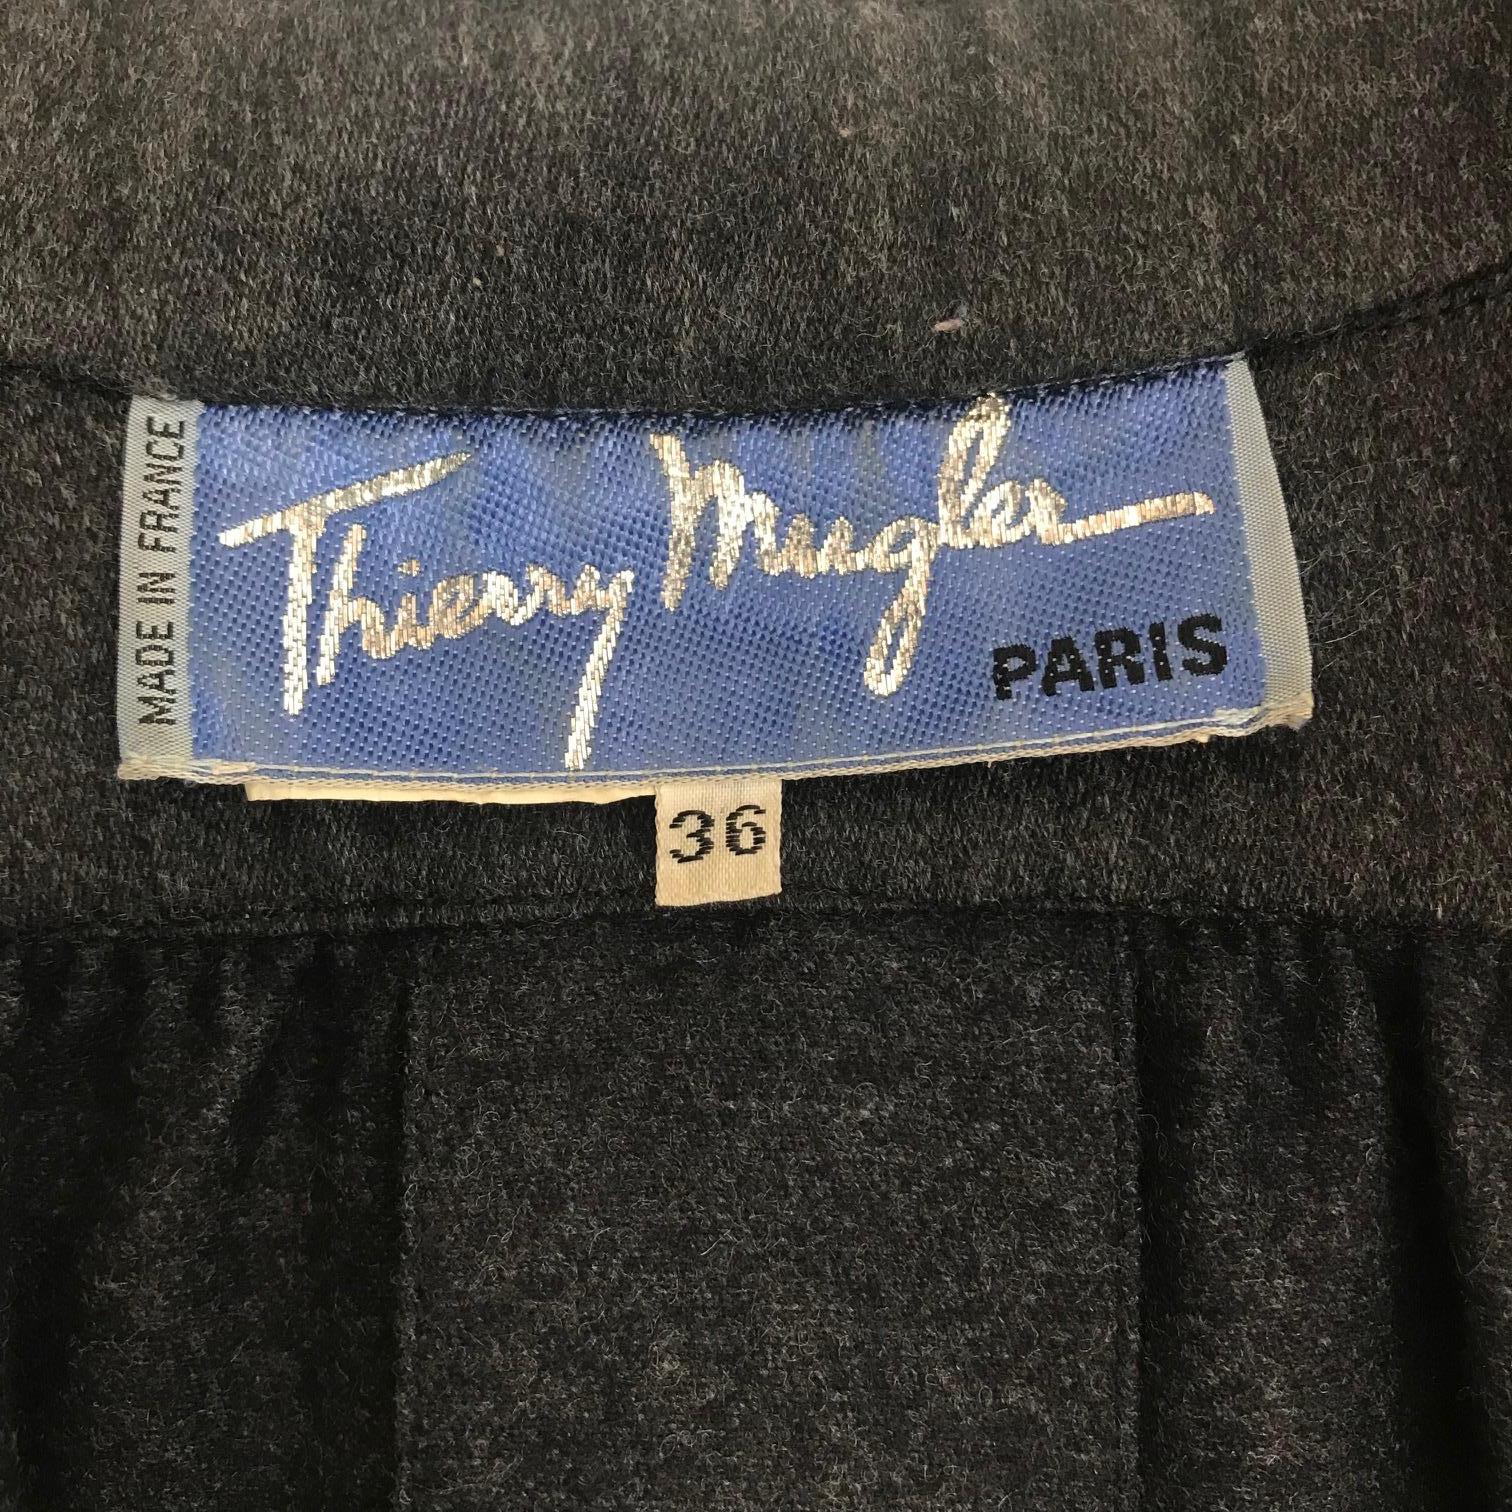 MADE IN FRANCE
Thierry Mugler
PARIS
36